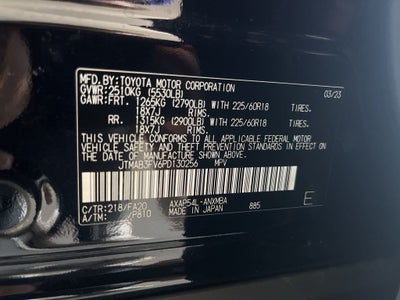 MFD.BY:TOYOTA MOTOR CORPORATION 03/23
GVWR:2510KG (5530LB)
GAWR:FRT. 1265KG (2790LB) WITH 225/60R18 TIRES.
18X7J RIMS.
RR. 1315KG (2900LB) WITH 225/60R18 TIRES.
18X7J RIMS.
THIS VEHICLE CONFORMS TO ALL APPLICABLE FEDERAL MOTOR
VEHICLE SAFETY AND THEFT PREVENTION STANDARDS IN EFFECT
ON THE DATE OF MANUFACTURE SHOWN ABOVE.
JTMAB3FV6PD130256 MPV
C/TR:218/FA20 AXAP54L-ANXMBA 885 E
A/TM: /P810 MADE IN JAPAN